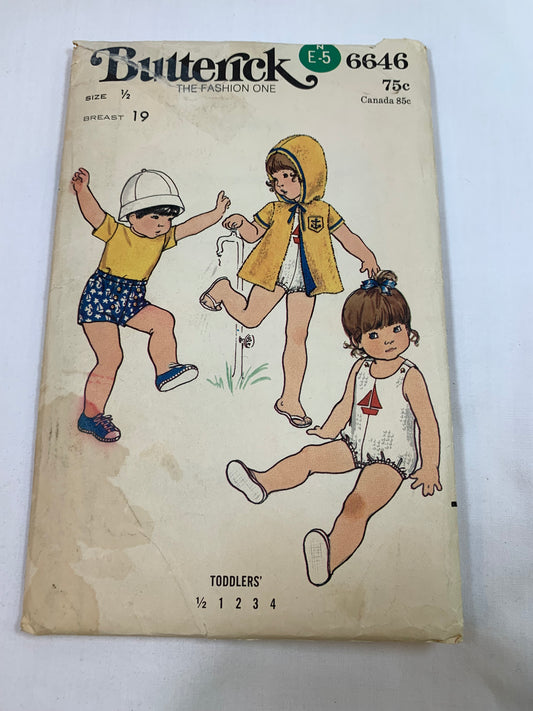 Butterick
THE FASHION ONE
N
E-5
6646
75c
Canada 85c
SIZE ½
BREAST 19
TODDLERS'
½ 1 2 3 4